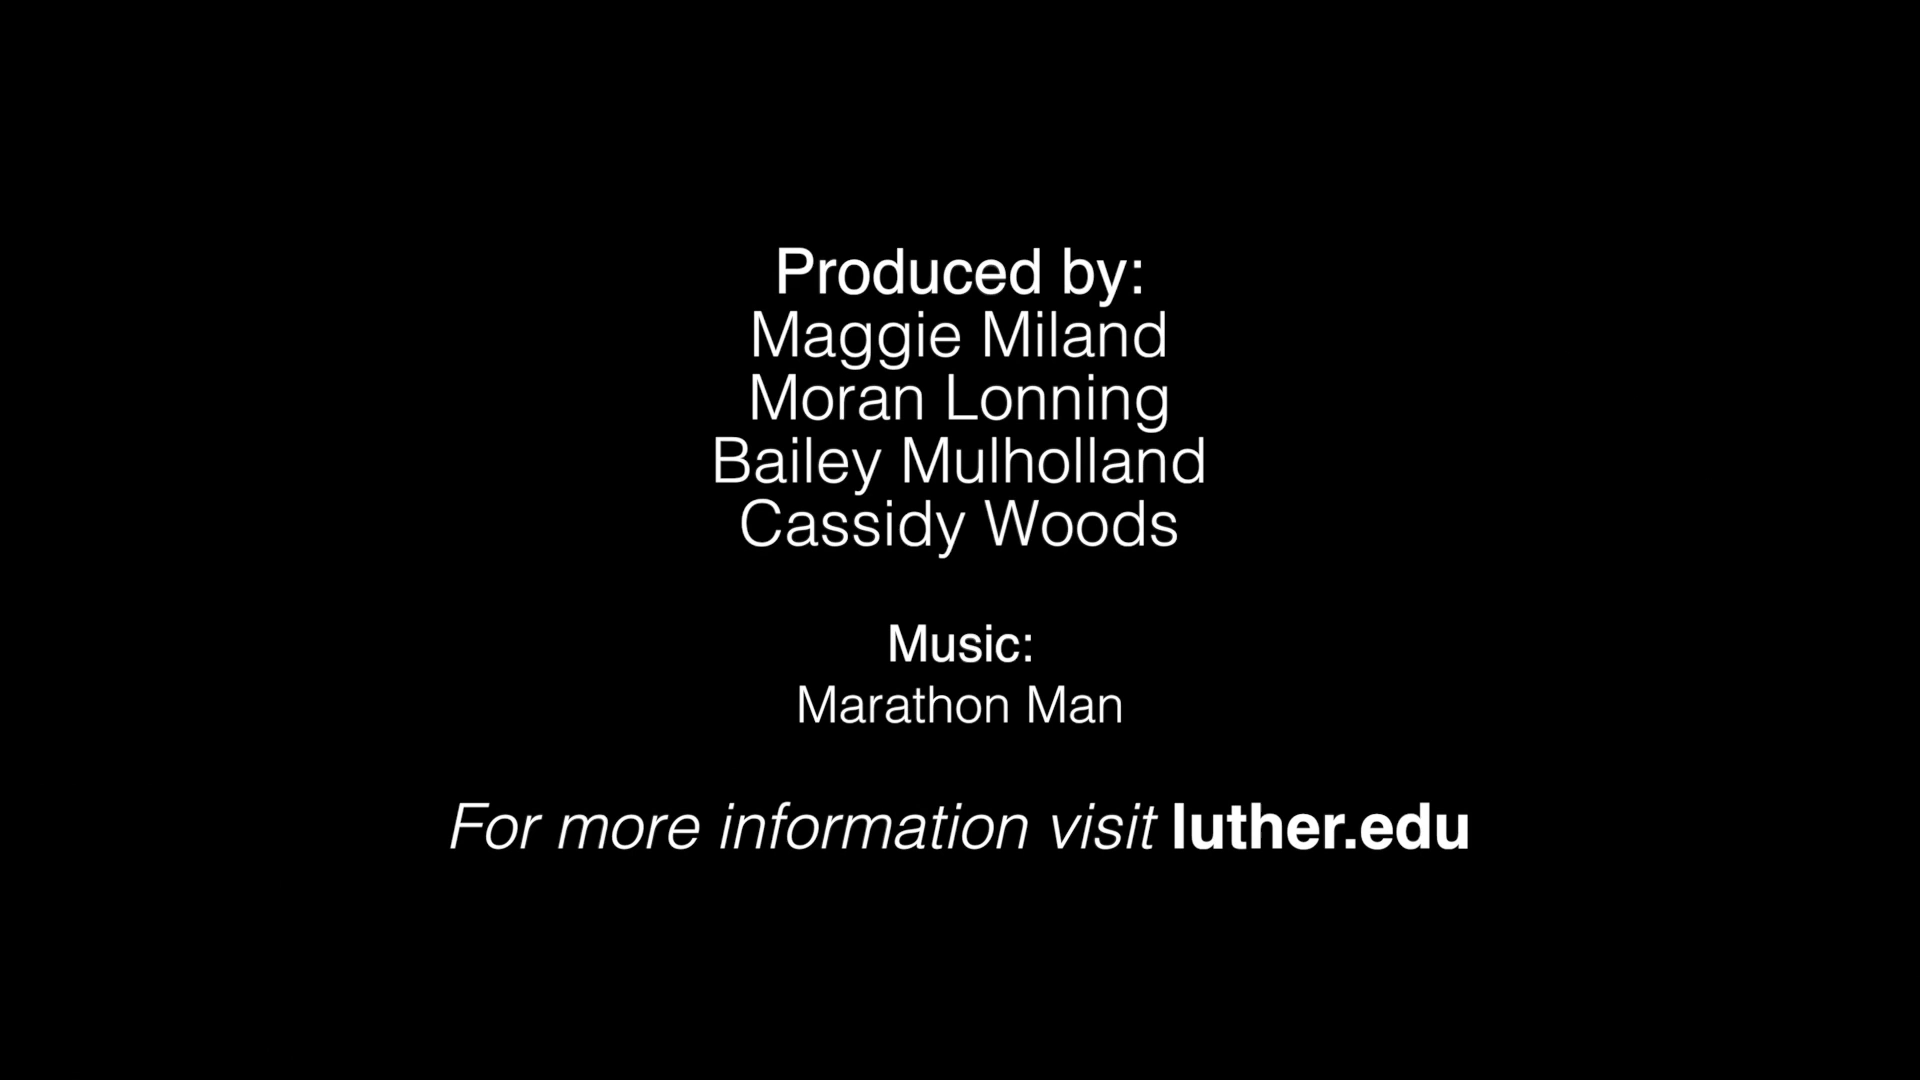 Produced by:
Maggie Miland
Moran Lonning
Bailey Mulholland
Cassidy Woods
Music:
Marathon Man
For more information visit luther.edu